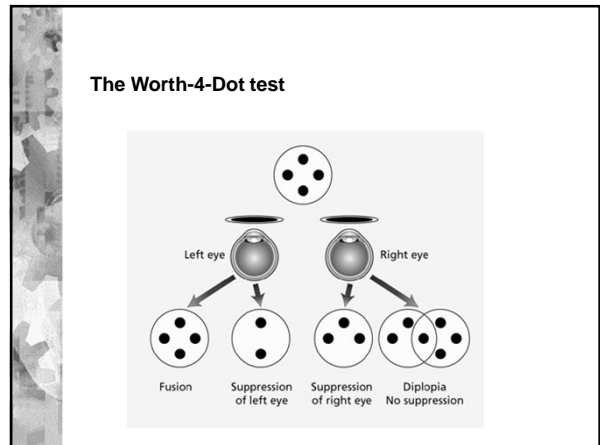 The Worth-4-Dot test
Left eye
Right eye
Fusion
Suppression
of left eye
Suppression
of right eye
Diplopia
No suppression